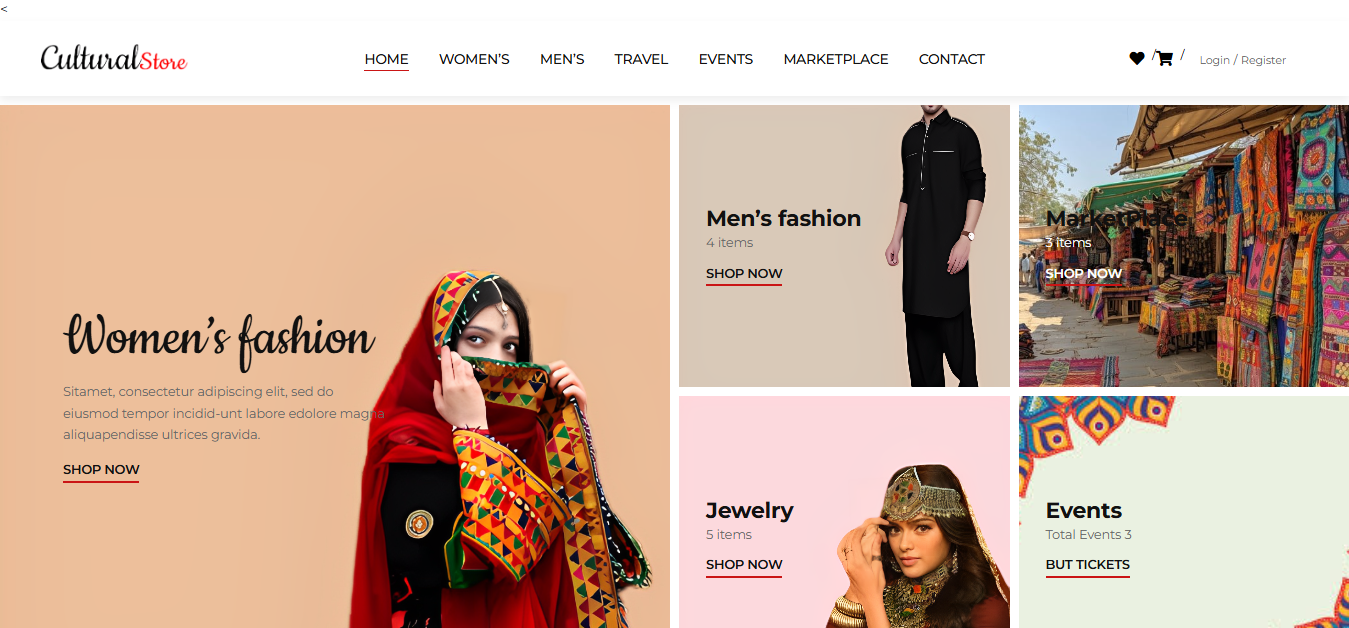 <
CulturalStore
HOME WOMEN'S MEN'S TRAVEL EVENTS MARKETPLACE CONTACT
/ / Login / Register
Women's fashion
Sitamet, consectetur adipiscing elit, sed do
eiusmod tempor incidid-unt labore edolore magna
aliquapendisse ultrices gravida.
SHOP NOW
Men's fashion
4 items
SHOP NOW
MarketPlace
3 items
SHOP NOW
Jewelry
5 items
SHOP NOW
Events
Total Events 3
BUT TICKETS